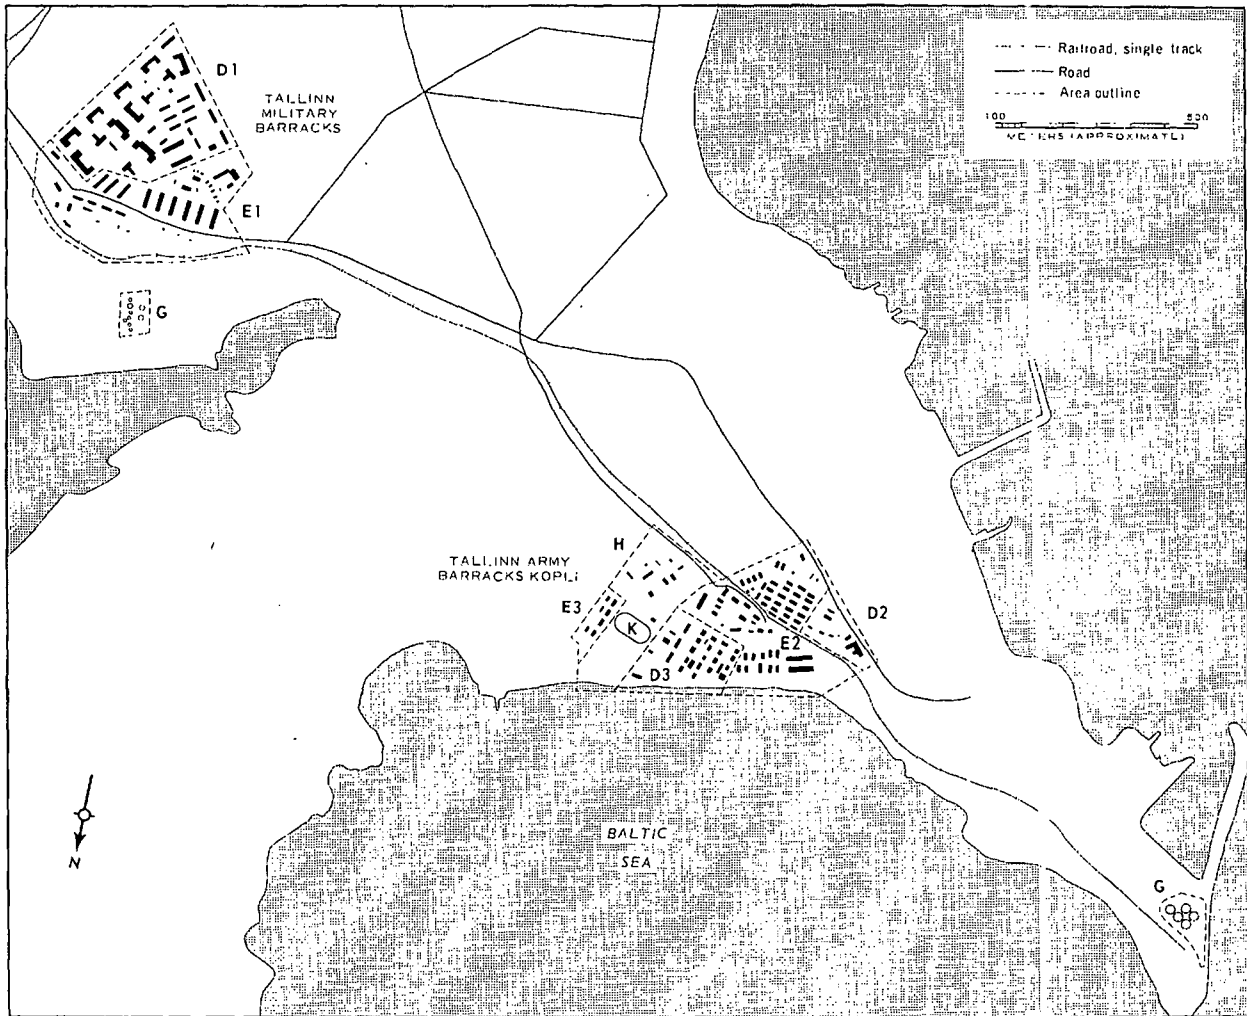 Railroad, single track
Road
Area outline
100 500
METERS (APPROXIMATE)
D1
TALLINN
MILITARY
BARRACKS
E1
G
H
TALLINN ARMY
BARRACKS KOPLI
E3
K
D2
E2
D3
BALTIC
SEA
N
G